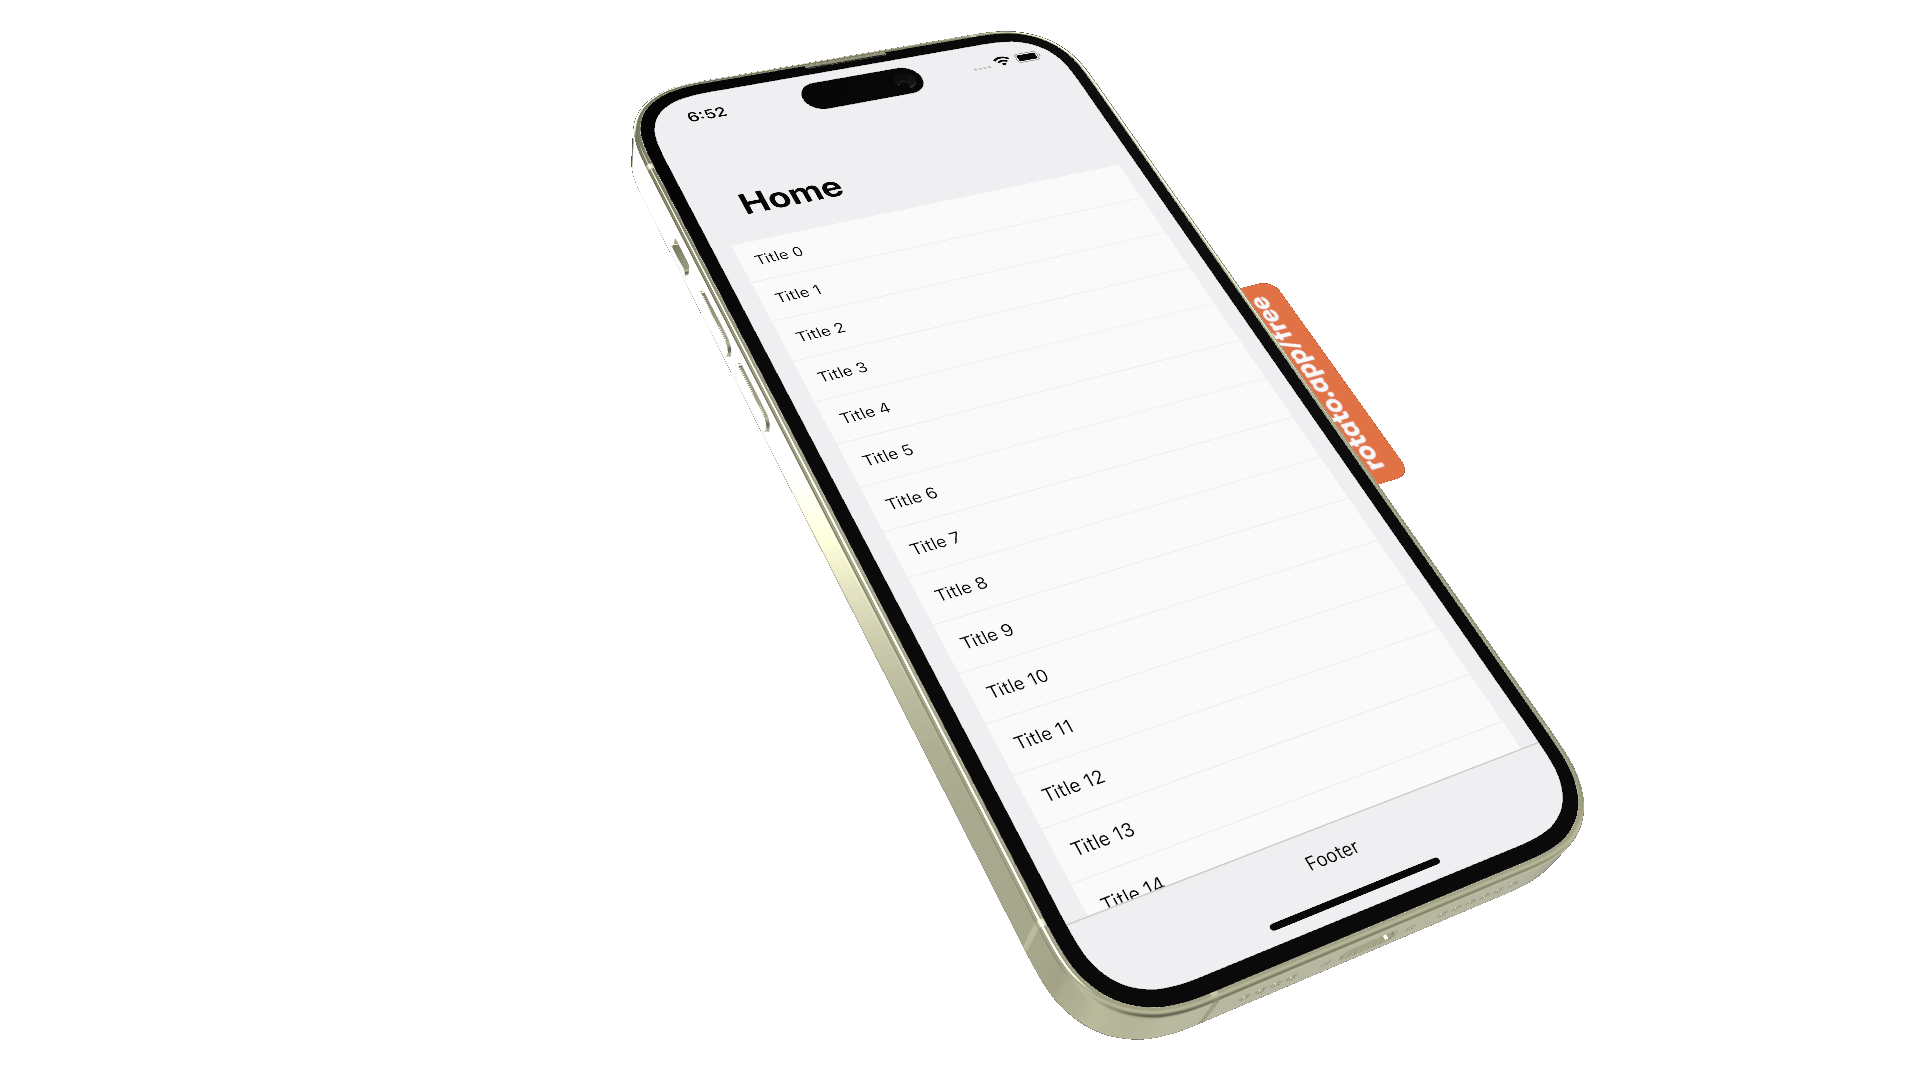 6:52
Home
Title 0
Title 1
Title 2
Title 3
Title 4
Title 5
Title 6
Title 7
Title 8
Title 9
Title 10
Title 11
Title 12
Title 13
Title 14
Footer
rotato.app/free